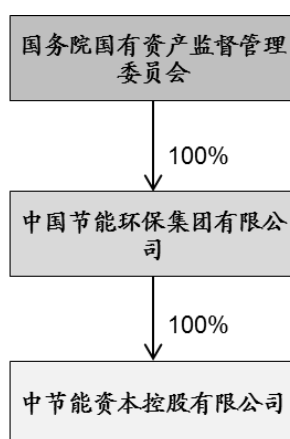 国务院国有资产监督管理
委员会
100%
中国节能环保集团有限公
司
100%
中节能资本控股有限公司